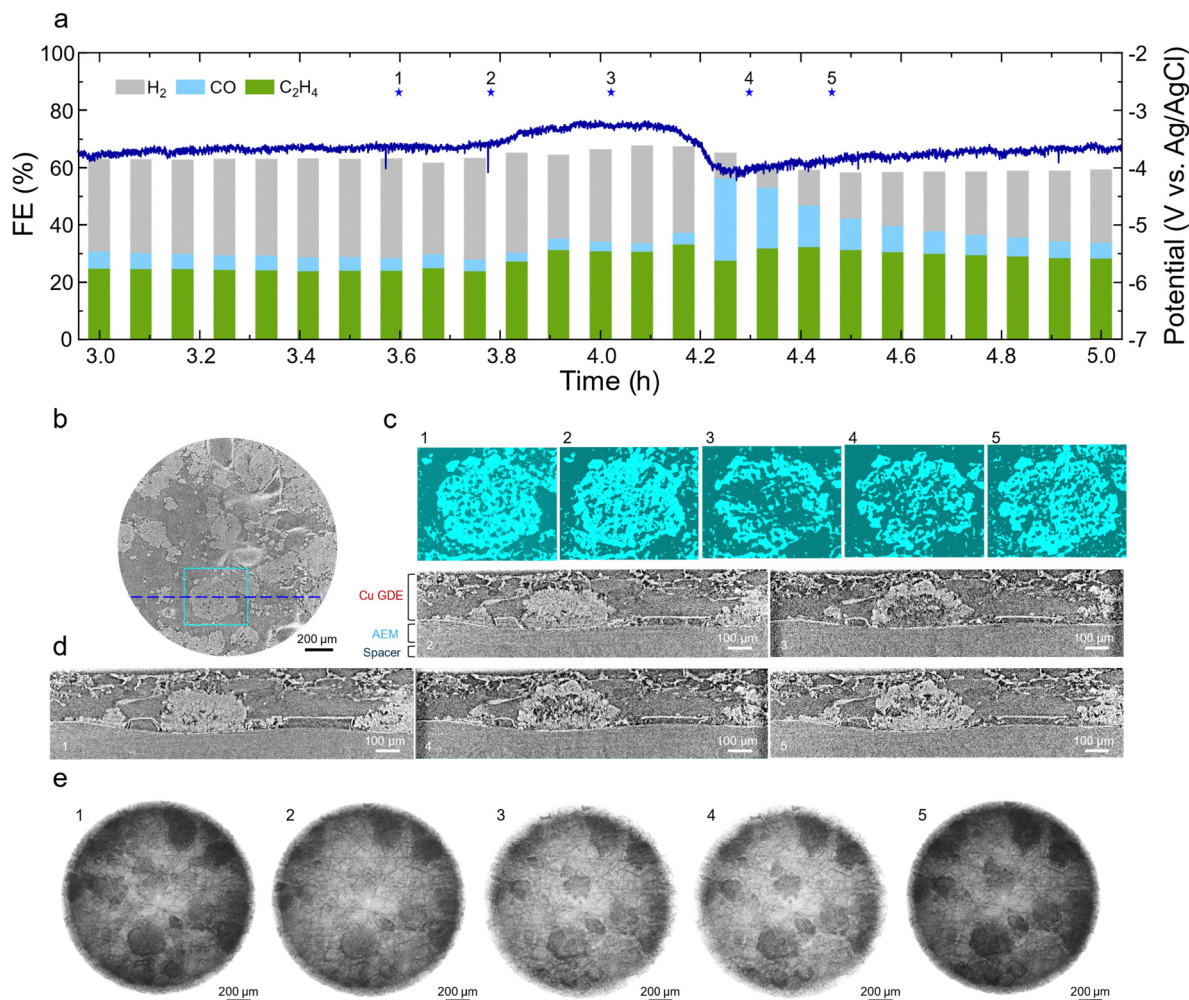 a
100
80
60
40
20
0
FE (%)
H2 CO C2H4
1 2 3 4 5
-2
-3
-4
-5
-6
-7
Potential (V vs. Ag/AgCl)
3.0 3.2 3.4 3.6 3.8 4.0 4.2 4.4 4.6 4.8 5.0
Time (h)
b
200 µm
c
1 2 3 4 5
Cu GDE
AEM
Spacer
2
100 µm
3
100 µm
d
1
100 µm
4
100 µm
5
100 µm
e
1 2 3 4 5
200 µm 200 µm 200 µm 200 µm 200 µm